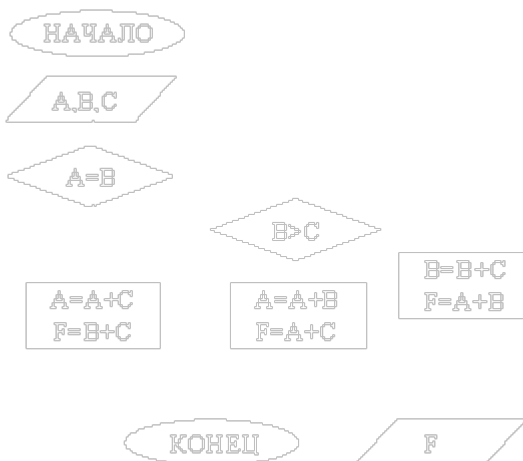 НАЧАЛО
A,B,C
A=B
B>C
B=B+C
F=A+B
A=A+C
F=B+C
A=A+B
F=A+C
КОНЕЦ
F